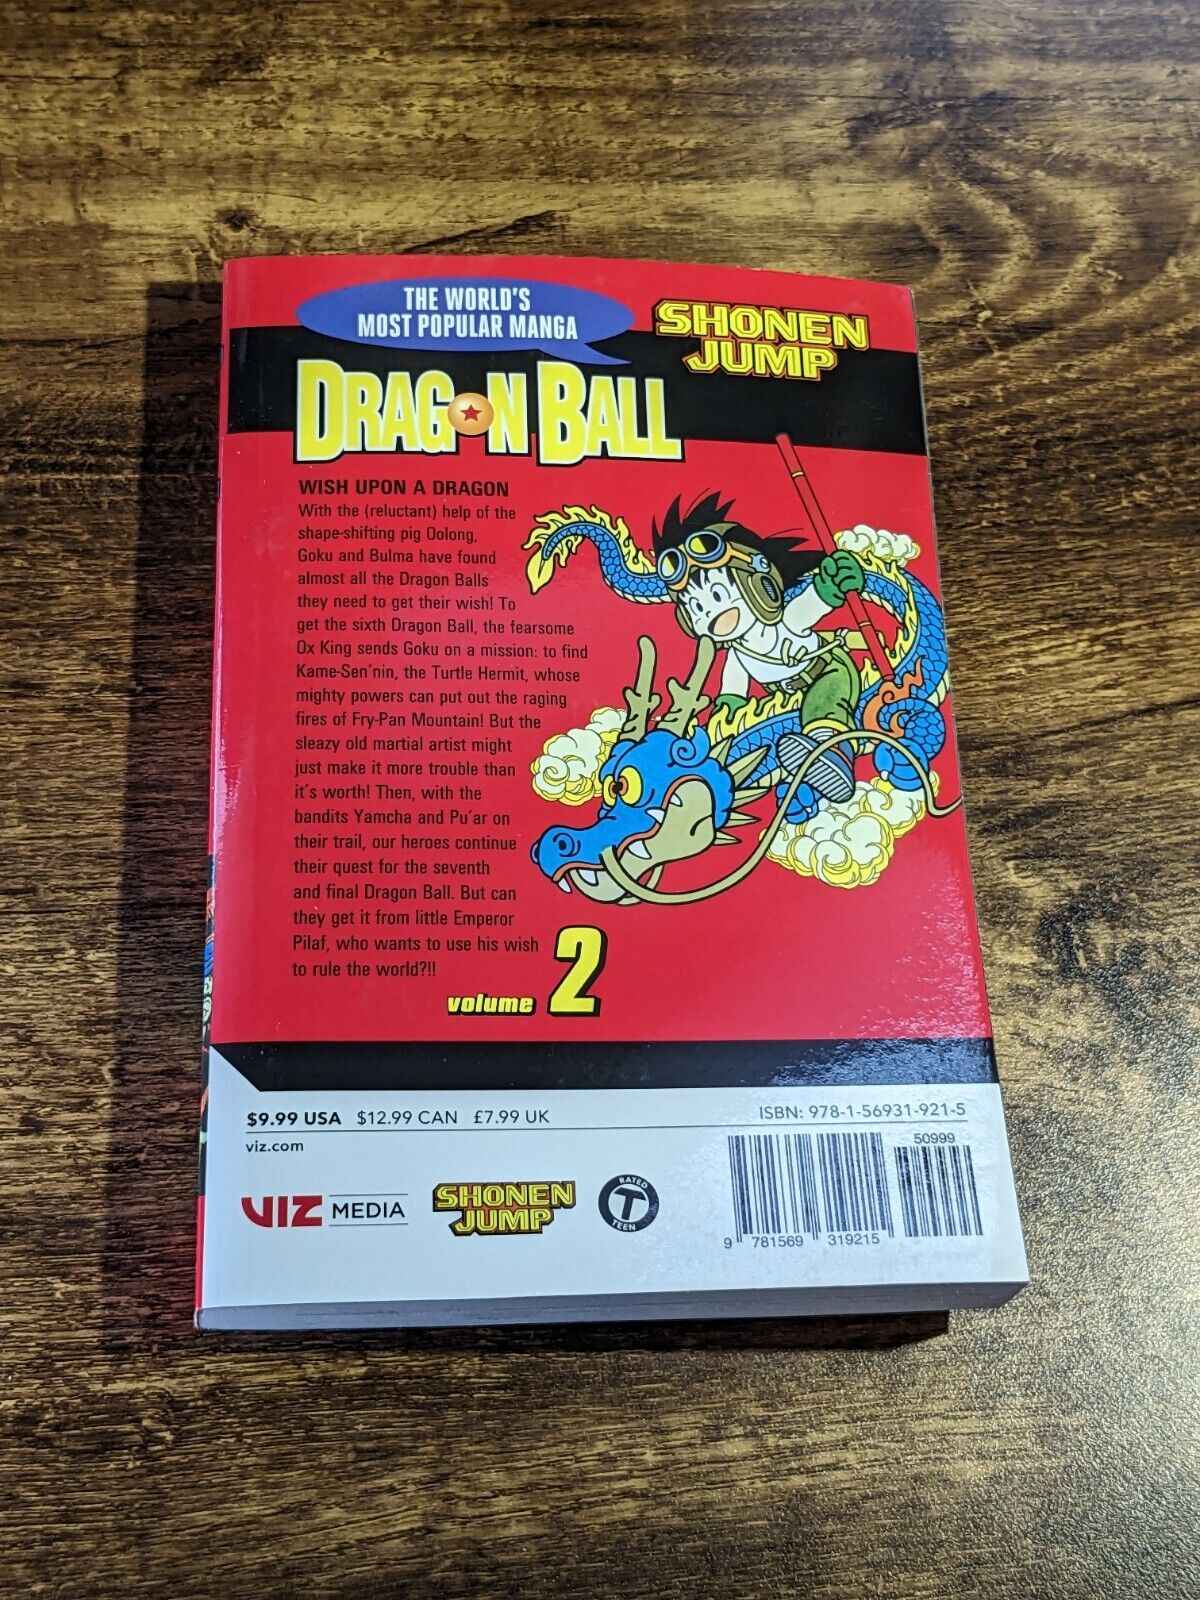 THE WORLD'S
MOST POPULAR MANGA
SHONEN
JUMP
DRAGON BALL
WISH UPON A DRAGON
With the (reluctant) help of the
shape-shifting pig Oolong,
Goku and Bulma have found
almost all the Dragon Balls
they need to get their wish! To
get the sixth Dragon Ball, the fearsome
Ox King sends Goku on a mission: to find
Kame-Sen'nin, the Turtle Hermit, whose
mighty powers can put out the raging
fires of Fry-Pan Mountain! But the
sleazy old martial artist might
just make it more trouble than
it's worth! Then, with the
bandits Yamcha and Pu'ar on
their trail, our heroes continue
their quest for the seventh
and final Dragon Ball. But can
they get it from little Emperor
Pilaf, who wants to use his wish
to rule the world?!!
volume 2
$9.99 USA $12.99 CAN £7.99 UK
viz.com
ISBN: 978-1-56931-921-5
50999
VIZ MEDIA
SHONEN
JUMP
RATED
T
TEEN
9 781569 319215